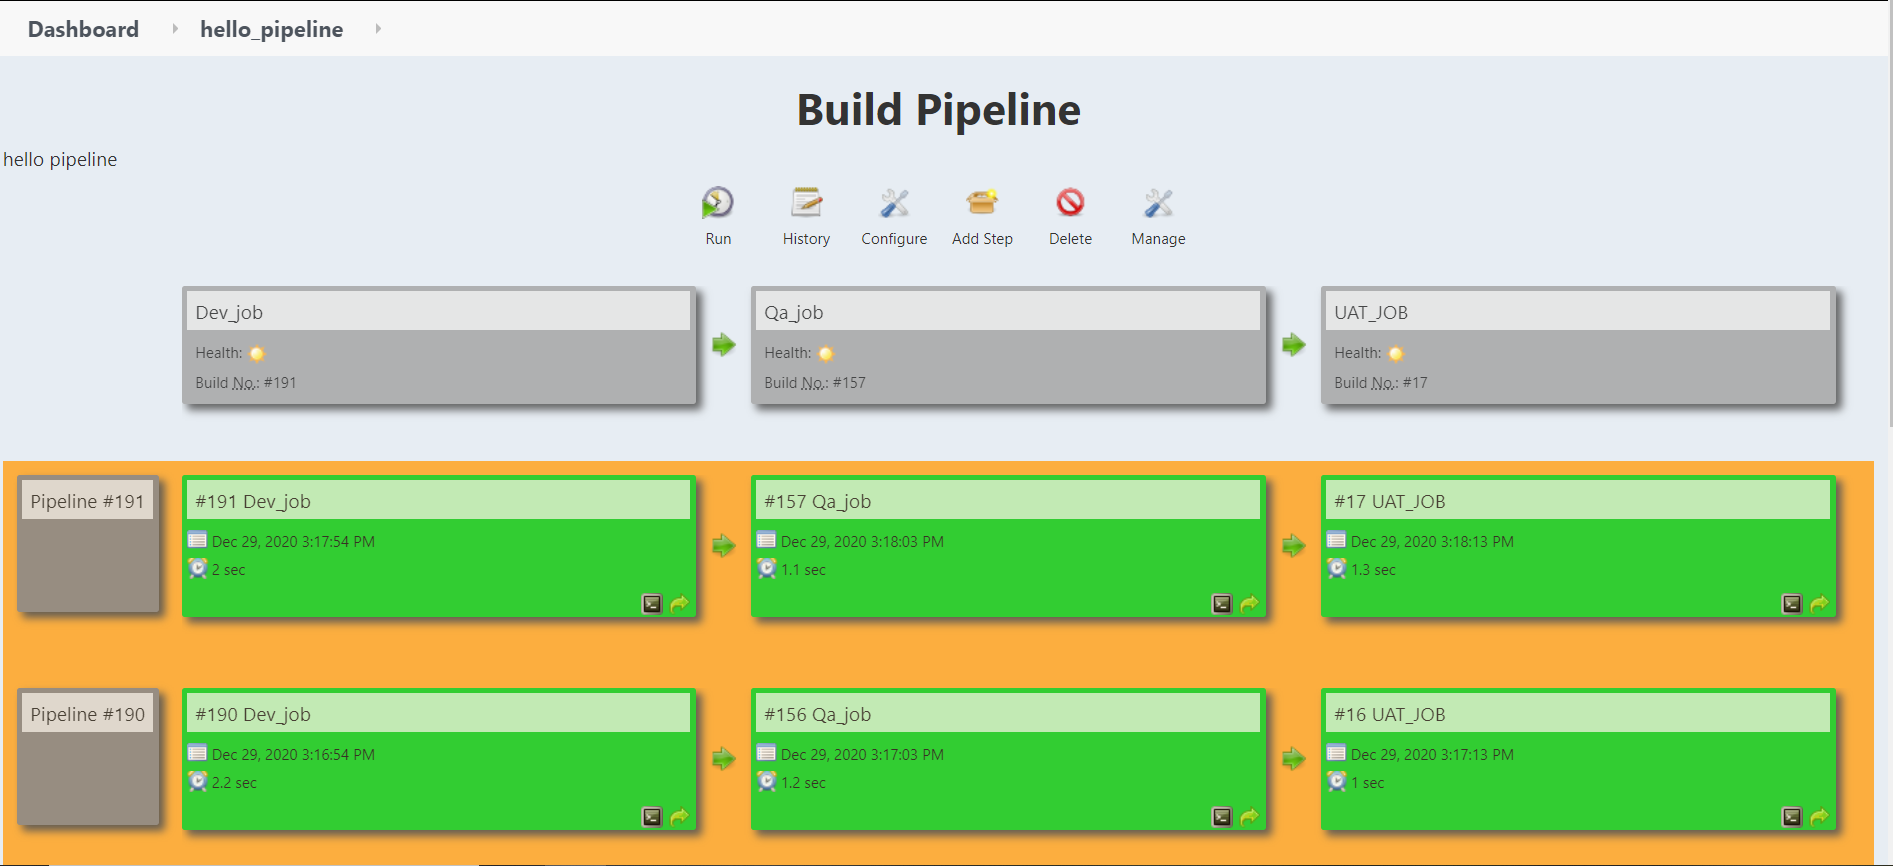 Dashboard hello_pipeline
Build Pipeline
hello pipeline
Run History Configure Add Step Delete Manage
Dev_job Qa_job UAT_JOB
Health: Health: Health:
Build No.: #191 Build No.: #157 Build No.: #17
Pipeline #191 #191 Dev_job #157 Qa_job #17 UAT_JOB
Dec 29, 2020 3:17:54 PM Dec 29, 2020 3:18:03 PM Dec 29, 2020 3:18:13 PM
2 sec 1.1 sec 1.3 sec
Pipeline #190 #190 Dev_job #156 Qa_job #16 UAT_JOB
Dec 29, 2020 3:16:54 PM Dec 29, 2020 3:17:03 PM Dec 29, 2020 3:17:13 PM
2.2 sec 1.2 sec 1 sec